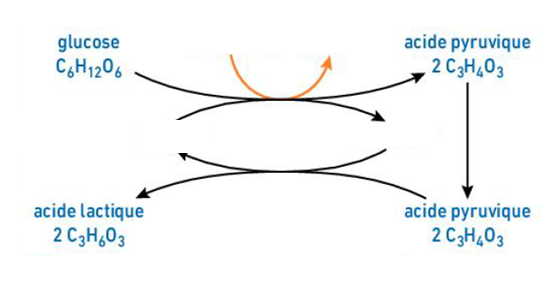 glucose
C₆H₁₂O₆
acide pyruvique
2 C₃H₄O₃
acide lactique
2 C₃H₆O₃
acide pyruvique
2 C₃H₄O₃